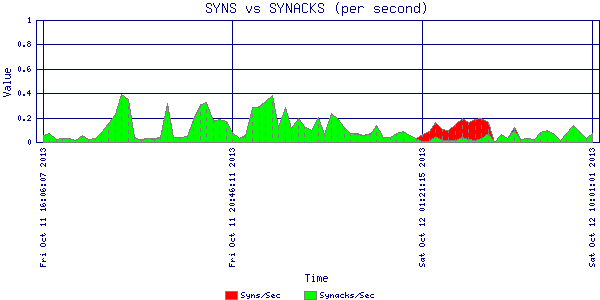 SYNS vs SYNACKS (per second)
1
0.8
0.6
0.4
0.2
0
Value
Fri Oct 11 16:06:07 2013
Fri Oct 11 20:46:11 2013
Sat Oct 12 01:21:15 2013
Sat Oct 12 10:01:01 2013
Time
Syns/Sec
Synacks/Sec